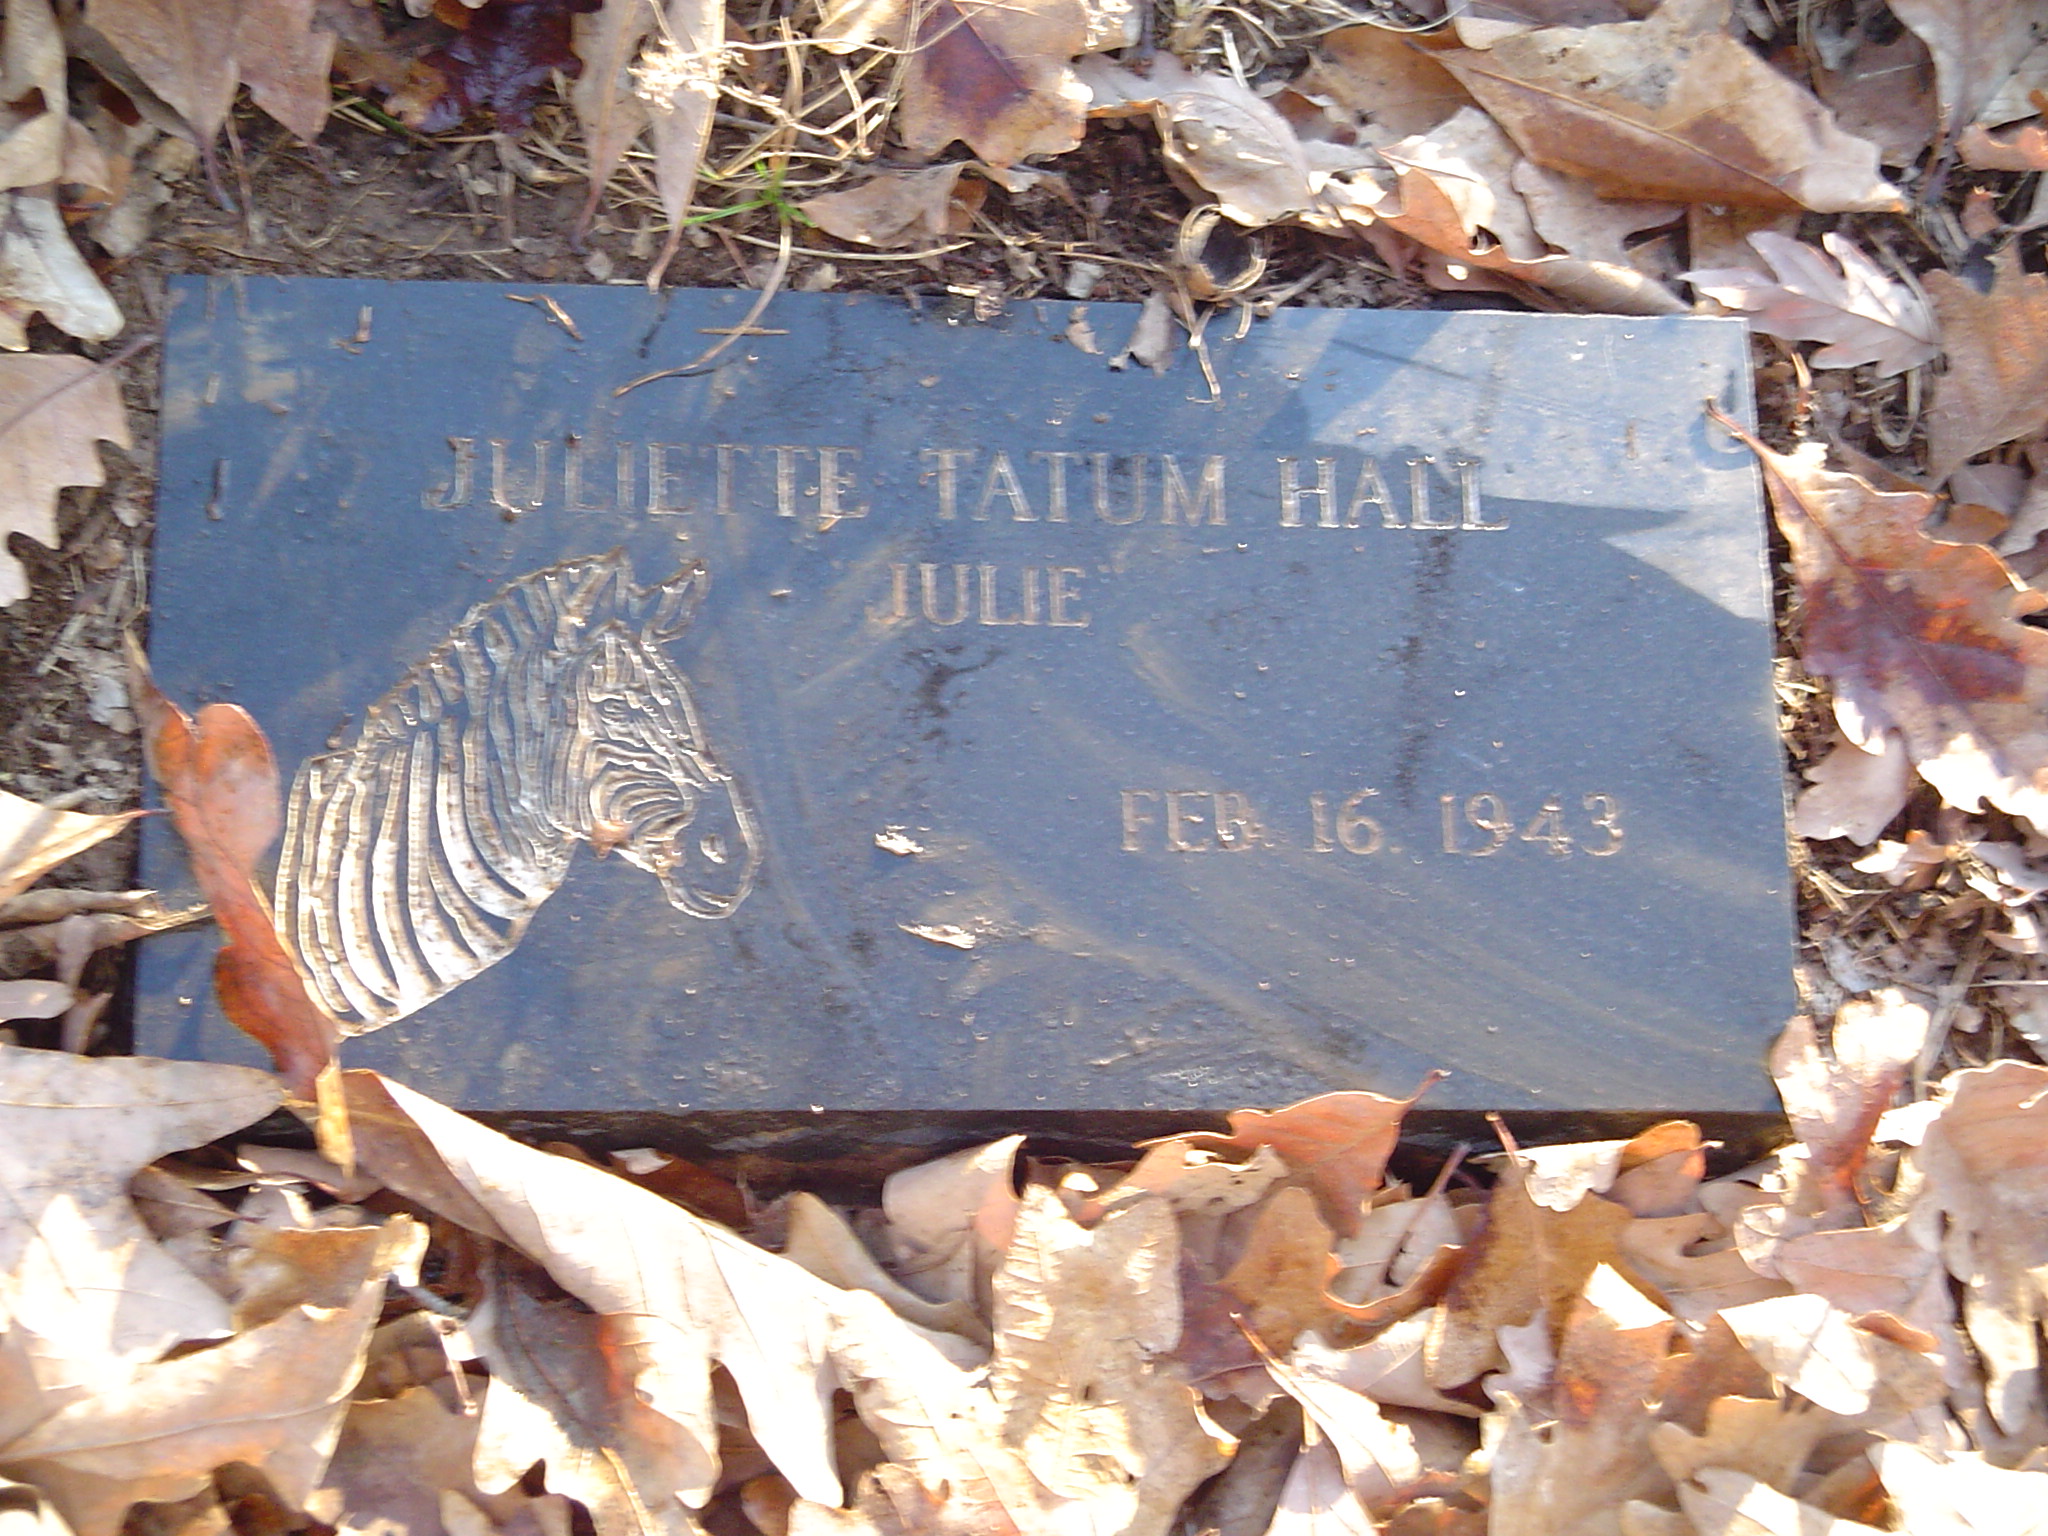 JULIETTE TATUM HALL
"JULIE"
FEB. 16. 1943